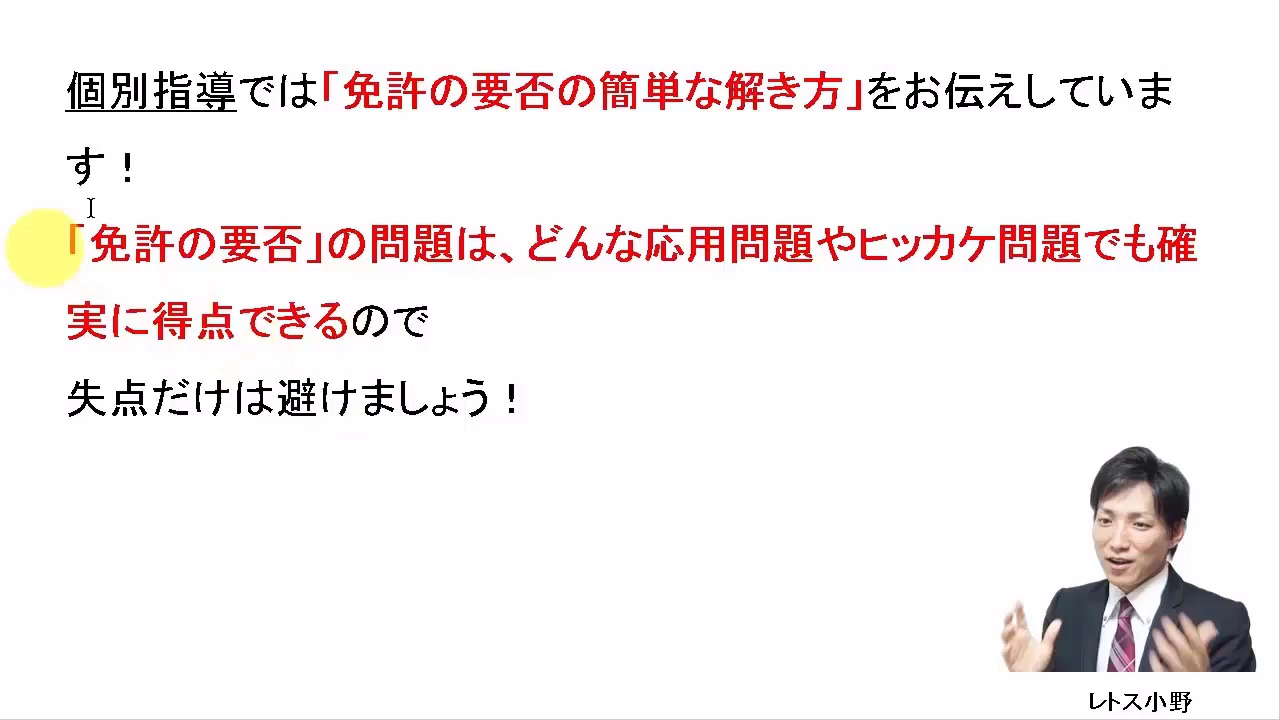 個別指導では「免許の要否の簡単な解き方」をお伝えしていま
す！
「免許の要否」の問題は、どんな応用問題やヒッカケ問題でも確
実に得点できるので
失点だけは避けましょう！
レトス小野